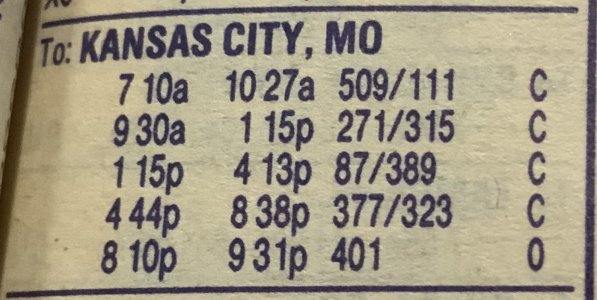 To: KANSAS CITY, MO
7 10a 10 27a 509/111 C
9 30a 1 15p 271/315 C
1 15p 4 13p 87/389 C
4 44p 8 38p 377/323 C
8 10p 9 31p 401 0